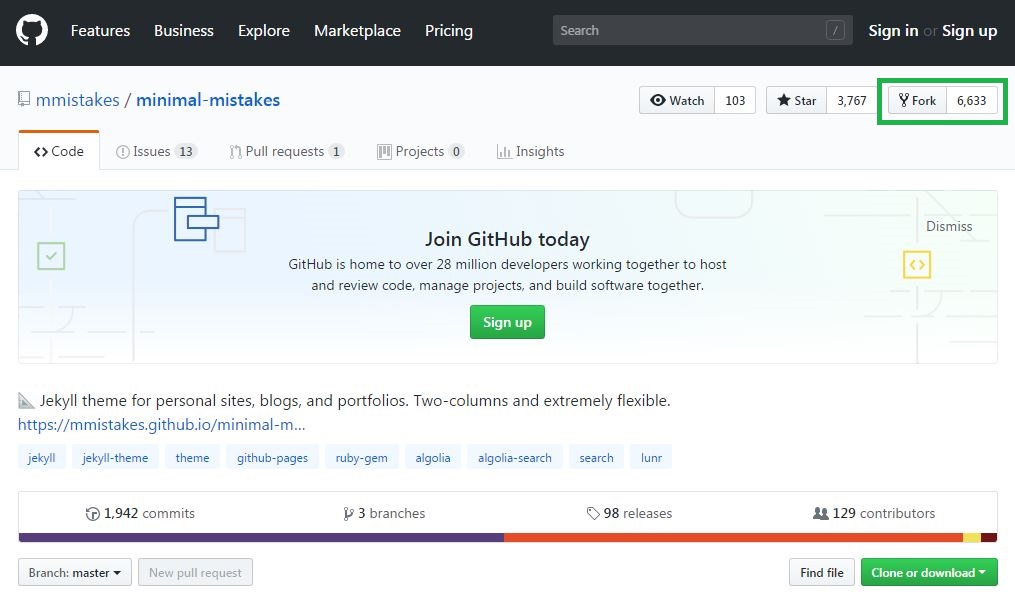 Features Business Explore Marketplace Pricing Search / Sign in or Sign up
mmistakes / minimal-mistakes Watch 103 Star 3,767 Fork 6,633
Code Issues 13 Pull requests 1 Projects 0 Insights
Dismiss
Join GitHub today
GitHub is home to over 28 million developers working together to host
and review code, manage projects, and build software together.
Sign up
Jekyll theme for personal sites, blogs, and portfolios. Two-columns and extremely flexible.
https://mmistakes.github.io/minimal-m...
jekyll jekyll-theme theme github-pages ruby-gem algolia algolia-search search lunr
1,942 commits 3 branches 98 releases 129 contributors
Branch: master New pull request Find file Clone or download